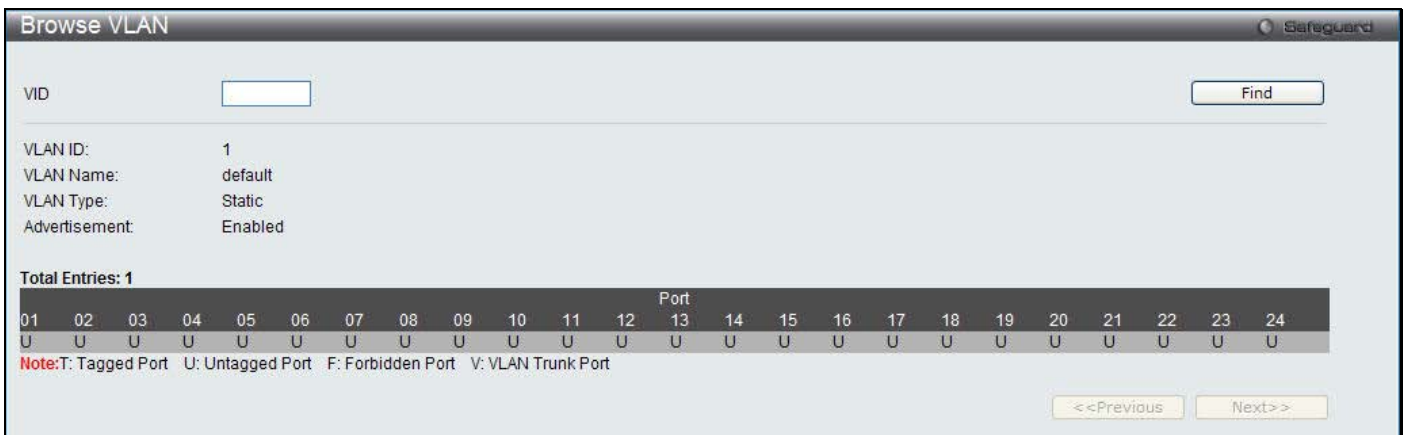 Browse VLAN Safeguard
VID Find
VLAN ID: 1
VLAN Name: default
VLAN Type: Static
Advertisement: Enabled
Total Entries: 1
Port
01 02 03 04 05 06 07 08 09 10 11 12 13 14 15 16 17 18 19 20 21 22 23 24
U U U U U U U U U U U U U U U U U U U U U U U U
Note:T: Tagged Port U: Untagged Port F: Forbidden Port V: VLAN Trunk Port
<<Previous Next>>